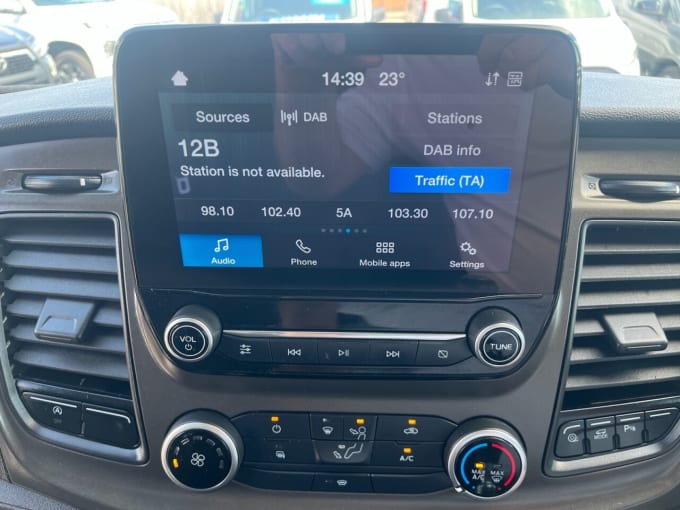 14:39 23°
Sources DAB Stations
12B DAB info
Station is not available.
Traffic (TA)
98.10 102.40 5A 103.30 107.10
Audio Phone Mobile apps Settings
VOL TUNE
A/C
MAX A/C MAX
MODE